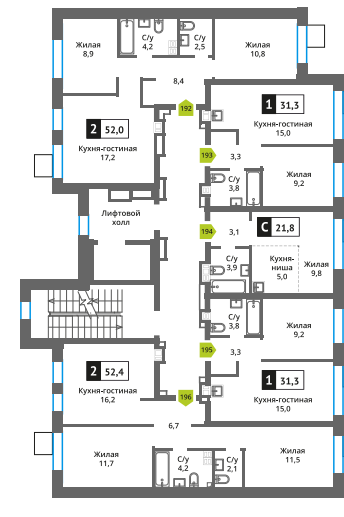 Жилая
8,9
С/у
4,2
С/у
2,5
Жилая
10,8
8,4
192
2 52,0
Кухня-гостиная
17,2
1 31,3
Кухня-гостиная
15,0
193
3,3
С/у
3,8
Жилая
9,2
Лифтовой
холл
194
3,1
С 21,8
С/у
3,9
Кухня-
ниша
5,0
Жилая
9,8
С/у
3,8
Жилая
9,2
195
3,3
2 52,4
Кухня-гостиная
16,2
1 31,3
Кухня-гостиная
15,0
196
6,7
Жилая
11,7
С/у
4,2
С/у
2,1
Жилая
11,5